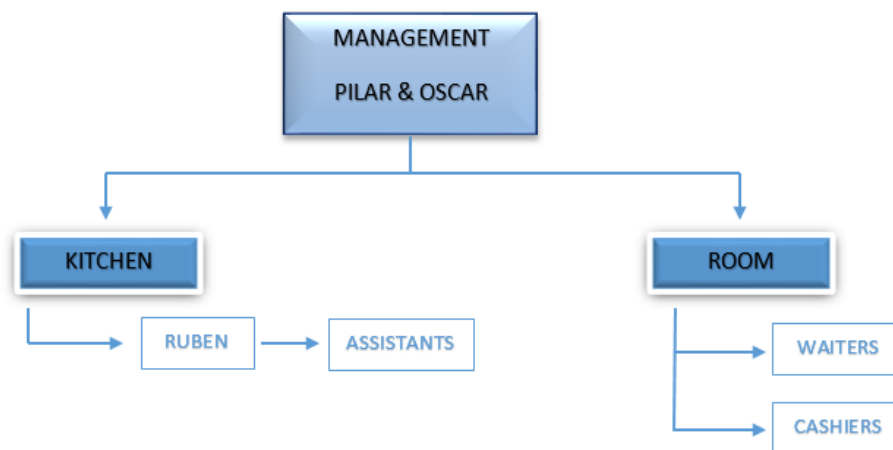 MANAGEMENT
PILAR & OSCAR
KITCHEN
ROOM
RUBEN
ASSISTANTS
WAITERS
CASHIERS